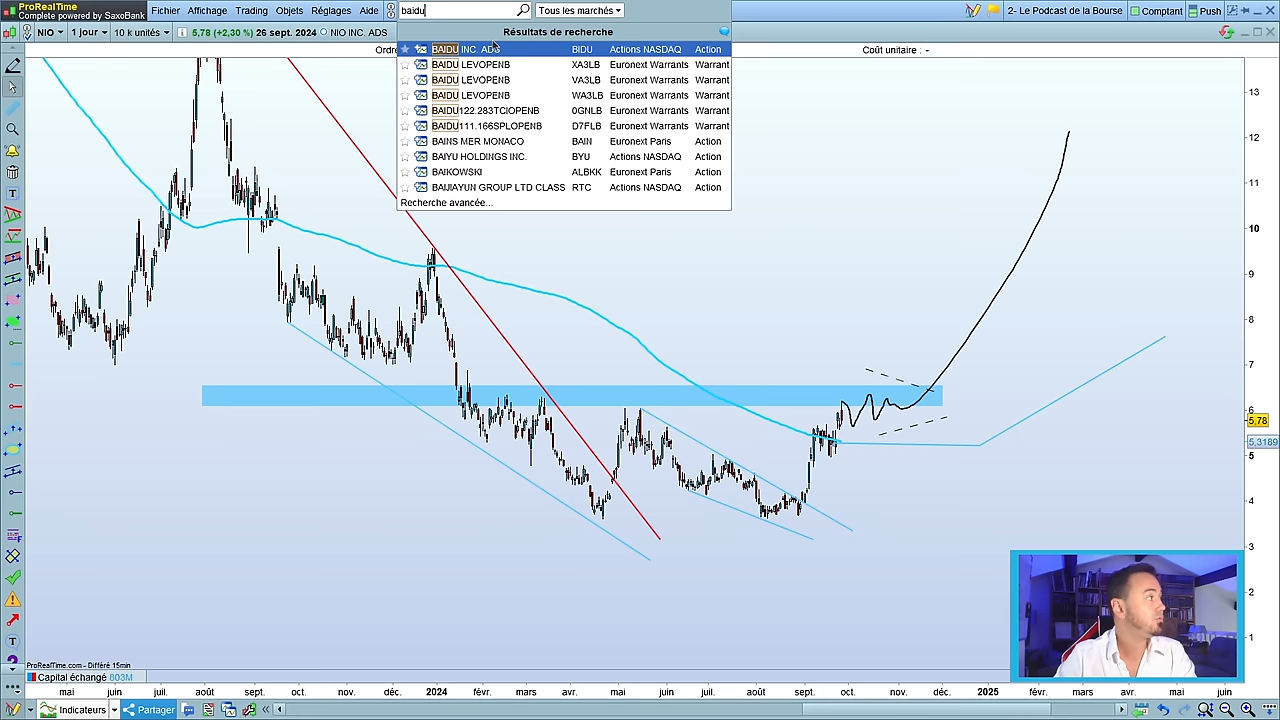 ProRealTime
Complete powered by SaxoBank
Fichier Affichage Trading Objets Réglages Aide
baidu
Tous les marchés
2- Le Podcast de la Bourse
Comptant
Push
NIO
1 jour
10 k unités
5,78 (+2,30 %) 26 sept. 2024
NIO INC. ADS
Ordre
Coût unitaire : -
Résultats de recherche
BAIDU INC. ADS BIDU Actions NASDAQ Action
BAIDU LEVOPENB XA3LB Euronext Warrants Warrant
BAIDU LEVOPENB VA3LB Euronext Warrants Warrant
BAIDU LEVOPENB WA3LB Euronext Warrants Warrant
BAIDU122.283TCIOPENB 0GNLB Euronext Warrants Warrant
BAIDU111.166SPLOPENB D7FLB Euronext Warrants Warrant
BAINS MER MONACO BAIN Euronext Paris Action
BAIYU HOLDINGS INC. BYU Actions NASDAQ Action
BAIKOWSKI ALBKK Euronext Paris Action
BAIJIAYUN GROUP LTD CLASS RTC Actions NASDAQ Action
Recherche avancée...
13
12
11
10
9
8
7
6
5,78
5,3189
5
4
3
2
1
ProRealTime.com - Différé 15min
Capital échangé 803M
mai juin juil. août sept. oct. nov. déc. 2024 févr. mars avr. mai juin juil. août sept. oct. nov. déc. 2025 févr. mars avr. mai juin
Indicateurs
Partager